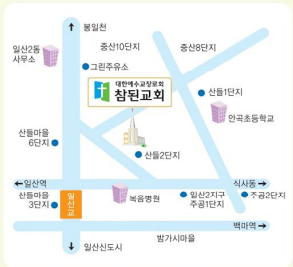 봉일천
일산2동
사무소
중산10단지
중산8단지
그린주유소
대한예수교장로회
참된교회
산들1단지
안곡초등학교
산들마을
6단지
산들2단지
←일산역
식사동→
산들마을
3단지
일산교
복음병원
일산2지구
주공1단지
주공2단지
백마역→
밤가시마을
일산신도시